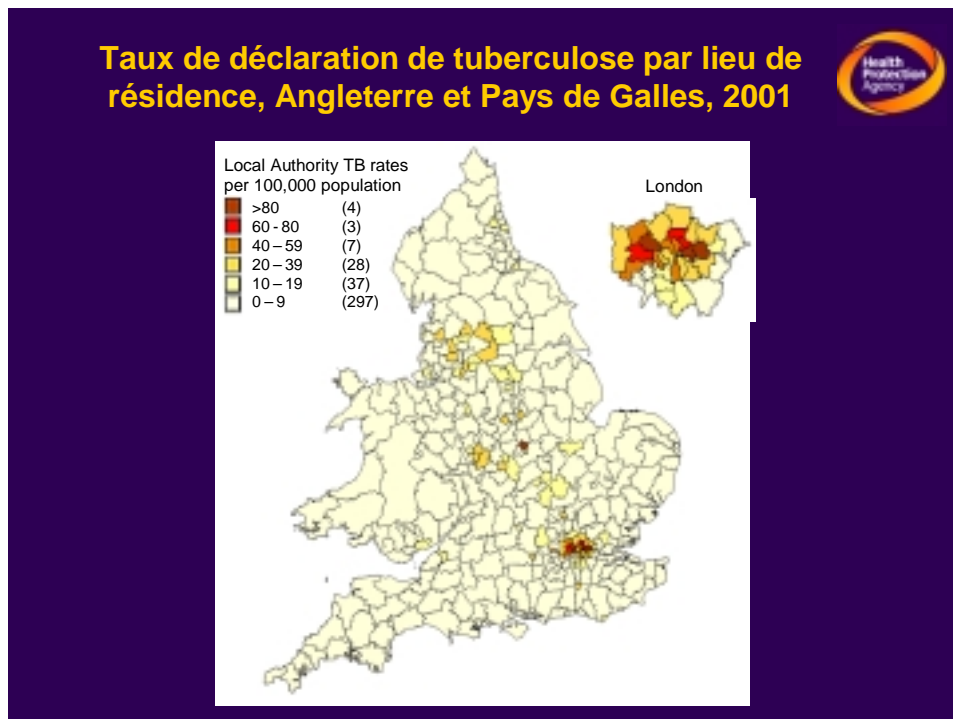 Taux de déclaration de tuberculose par lieu de
résidence, Angleterre et Pays de Galles, 2001
Health
Protection
Agency
Local Authority TB rates
per 100,000 population
>80 (4)
60 - 80 (3)
40 – 59 (7)
20 – 39 (28)
10 – 19 (37)
0 – 9 (297)
London